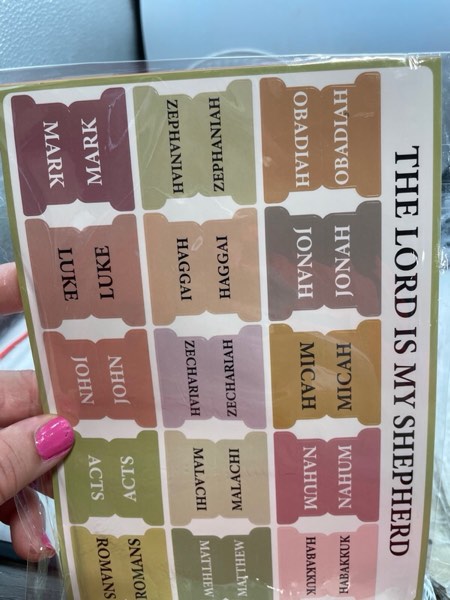 THE LORD IS MY SHEPHERD
OBADIAH
OBADIAH
JONAH
JONAH
MICAH
MICAH
NAHUM
NAHUM
HABAKKUK
HABAKKUK
ZEPHANIAH
ZEPHANIAH
HAGGAI
HAGGAI
ZECHARIAH
ZECHARIAH
MALACHI
MALACHI
MATTHEW
MATTHEW
MARK
MARK
LUKE
LUKE
JOHN
JOHN
ACTS
ACTS
ROMANS
ROMANS